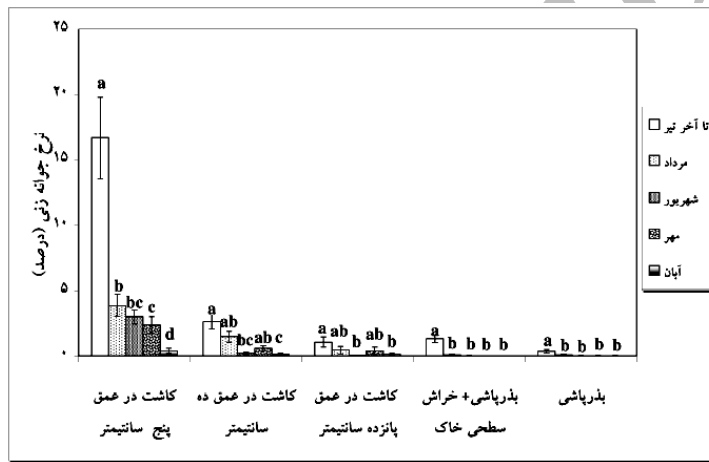 نرخ جوانه زنی (درصد)
۲۵
۲۰
۱۵
۱۰
۵
۰
a
b
bc
c
d
a
ab
bc
ab
c
a
ab
b
ab
b
a
b
b
b
b
a
b
b
b
b
کاشت در عمق
پنج سانتیمتر
کاشت در عمق ده
سانتیمتر
کاشت در عمق
پانزده سانتیمتر
بذرپاشی+ خراش
سطحی خاک
بذرپاشی
تا آخر تیر
مرداد
شهریور
مهر
آبان